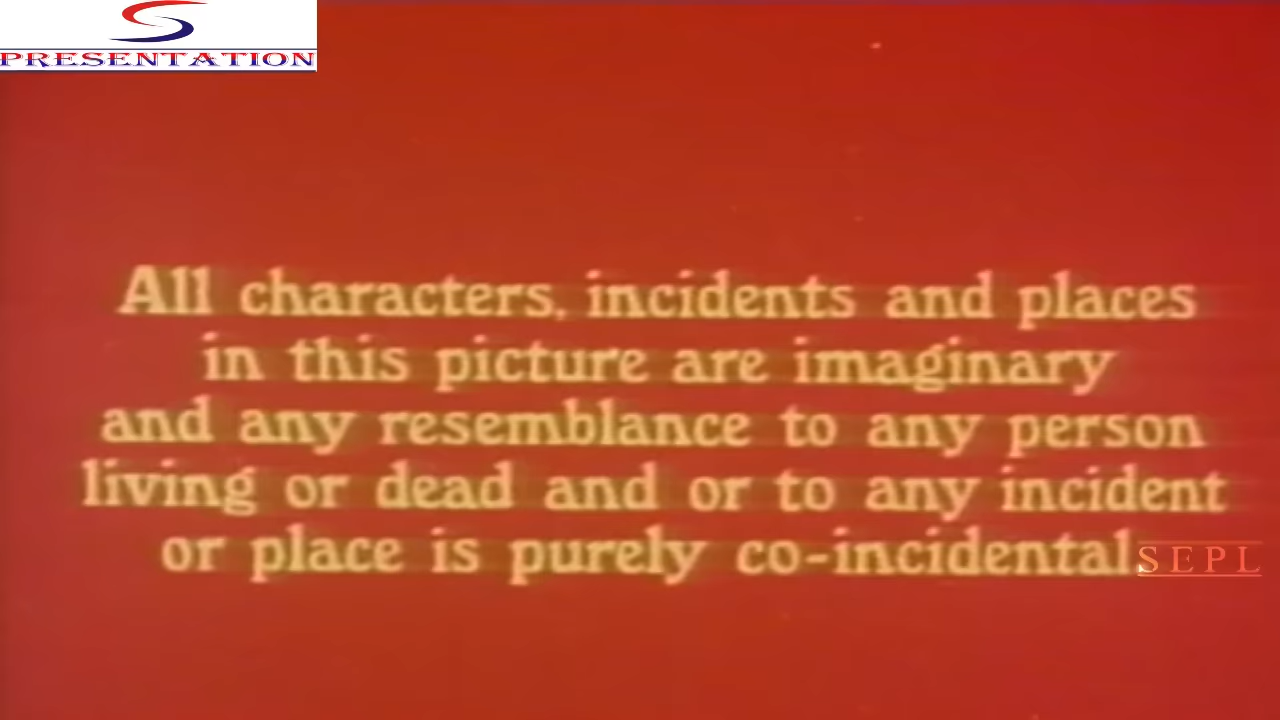 PRESENTATION
All characters, incidents and places
in this picture are imaginary
and any resemblance to any person
living or dead and or to any incident
or place is purely co-incidental.
SEPL